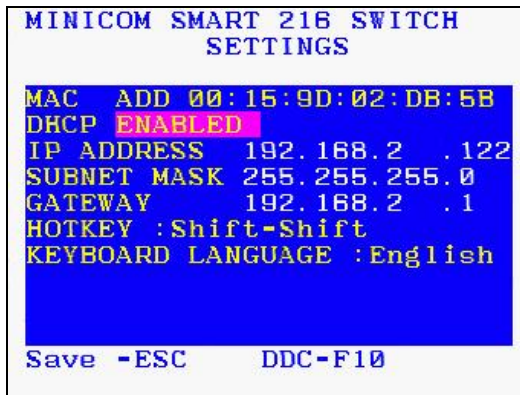 MINICOM SMART 216 SWITCH
SETTINGS
MAC ADD 00:15:9D:02:DB:5B
DHCP ENABLED
IP ADDRESS 192.168.2 .122
SUBNET MASK 255.255.255.0
GATEWAY 192.168.2 .1
HOTKEY :Shift-Shift
KEYBOARD LANGUAGE :English
Save -ESC DDC-F10